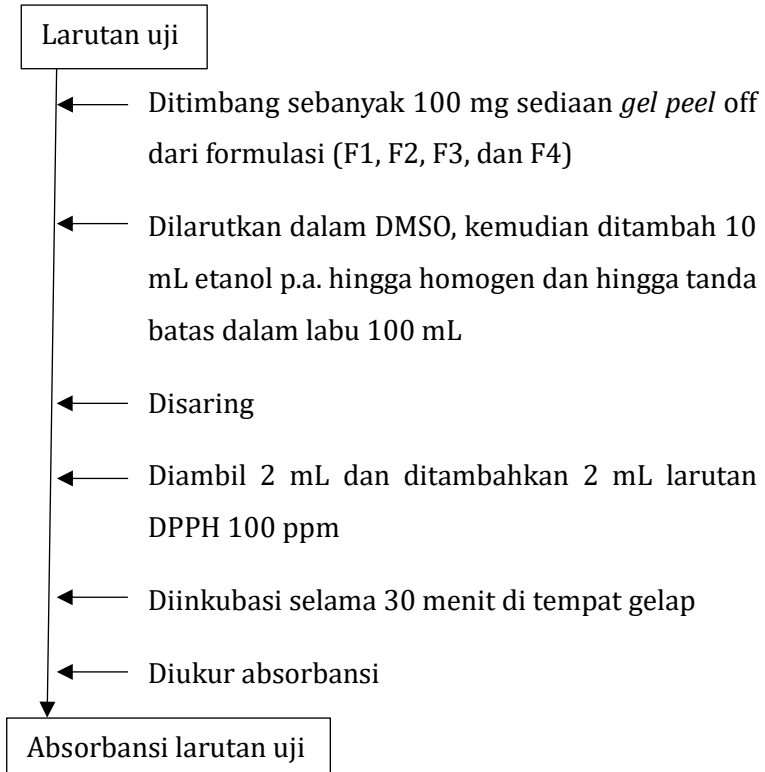 Larutan uji
Ditimbang sebanyak 100 mg sediaan gel peel off
dari formulasi (F1, F2, F3, dan F4)
Dilarutkan dalam DMSO, kemudian ditambah 10
mL etanol p.a. hingga homogen dan hingga tanda
batas dalam labu 100 mL
Disaring
Diambil 2 mL dan ditambahkan 2 mL larutan
DPPH 100 ppm
Diinkubasi selama 30 menit di tempat gelap
Diukur absorbansi
Absorbansi larutan uji